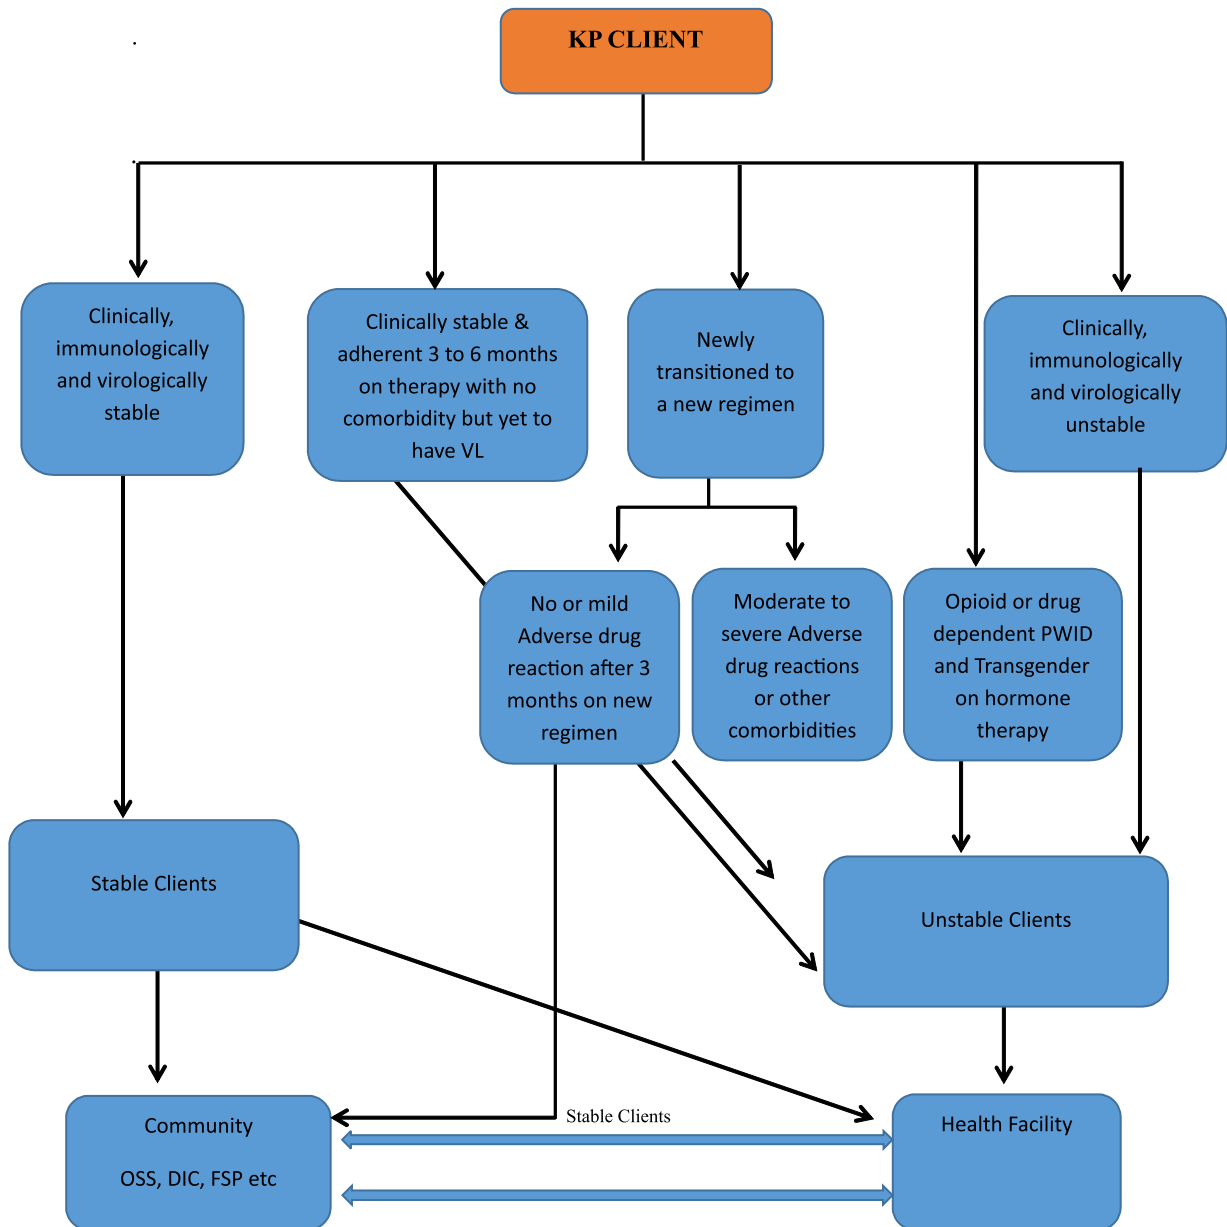 KP CLIENT
Clinically,
immunologically
and virologically
stable
Clinically stable &
adherent 3 to 6 months
on therapy with no
comorbidity but yet to
have VL
Newly
transitioned to
a new regimen
Clinically,
immunologically
and virologically
unstable
No or mild
Adverse drug
reaction after 3
months on new
regimen
Moderate to
severe Adverse
drug reactions
or other
comorbidities
Opioid or drug
dependent PWID
and Transgender
on hormone
therapy
Stable Clients
Unstable Clients
Community
OSS, DIC, FSP etc
Stable Clients
Health Facility